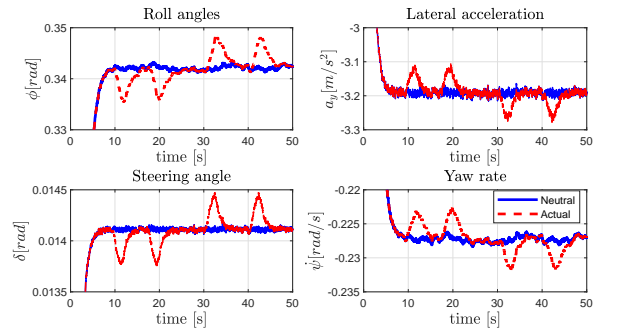 Roll angles
0.35
0.34
0.33
ϕ[rad]
0 10 20 30 40 50
time [s]
Lateral acceleration
-3
-3.1
-3.2
-3.3
a_y[m/s²]
0 10 20 30 40 50
time [s]
Steering angle
0.0145
0.014
0.0135
δ[rad]
0 10 20 30 40 50
time [s]
Yaw rate
-0.22
-0.225
-0.23
-0.235
ψ̇[rad/s]
Neutral
Actual
0 10 20 30 40 50
time [s]